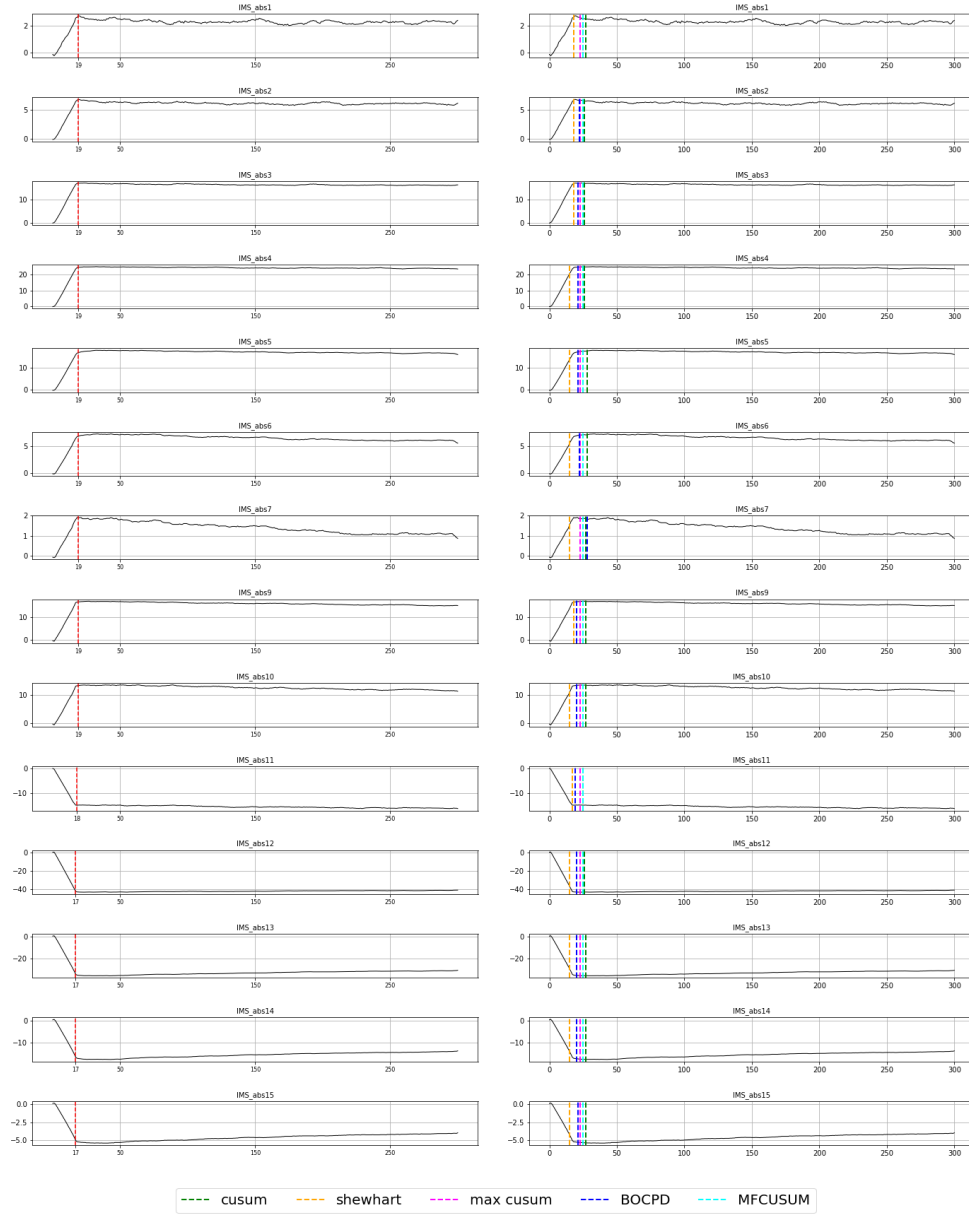 IMS_abs1 IMS_abs1
2 2
0 0
19 50 150 250 0 50 100 150 200 250 300
IMS_abs2 IMS_abs2
5 5
0 0
19 50 150 250 0 50 100 150 200 250 300
IMS_abs3 IMS_abs3
10 10
0 0
19 50 150 250 0 50 100 150 200 250 300
IMS_abs4 IMS_abs4
20 20
10 10
0 0
19 50 150 250 0 50 100 150 200 250 300
IMS_abs5 IMS_abs5
10 10
0 0
19 50 150 250 0 50 100 150 200 250 300
IMS_abs6 IMS_abs6
5 5
0 0
19 50 150 250 0 50 100 150 200 250 300
IMS_abs7 IMS_abs7
2 2
1 1
0 0
19 50 150 250 0 50 100 150 200 250 300
IMS_abs9 IMS_abs9
10 10
0 0
19 50 150 250 0 50 100 150 200 250 300
IMS_abs10 IMS_abs10
10 10
0 0
19 50 150 250 0 50 100 150 200 250 300
IMS_abs11 IMS_abs11
0 0
−10 −10
18 50 150 250 0 50 100 150 200 250 300
IMS_abs12 IMS_abs12
0 0
−20 −20
−40 −40
17 50 150 250 0 50 100 150 200 250 300
IMS_abs13 IMS_abs13
0 0
−20 −20
17 50 150 250 0 50 100 150 200 250 300
IMS_abs14 IMS_abs14
0 0
−10 −10
17 50 150 250 0 50 100 150 200 250 300
IMS_abs15 IMS_abs15
0.0 0.0
−2.5 −2.5
−5.0 −5.0
17 50 150 250 0 50 100 150 200 250 300
cusum shewhart max cusum BOCPD MFCUSUM